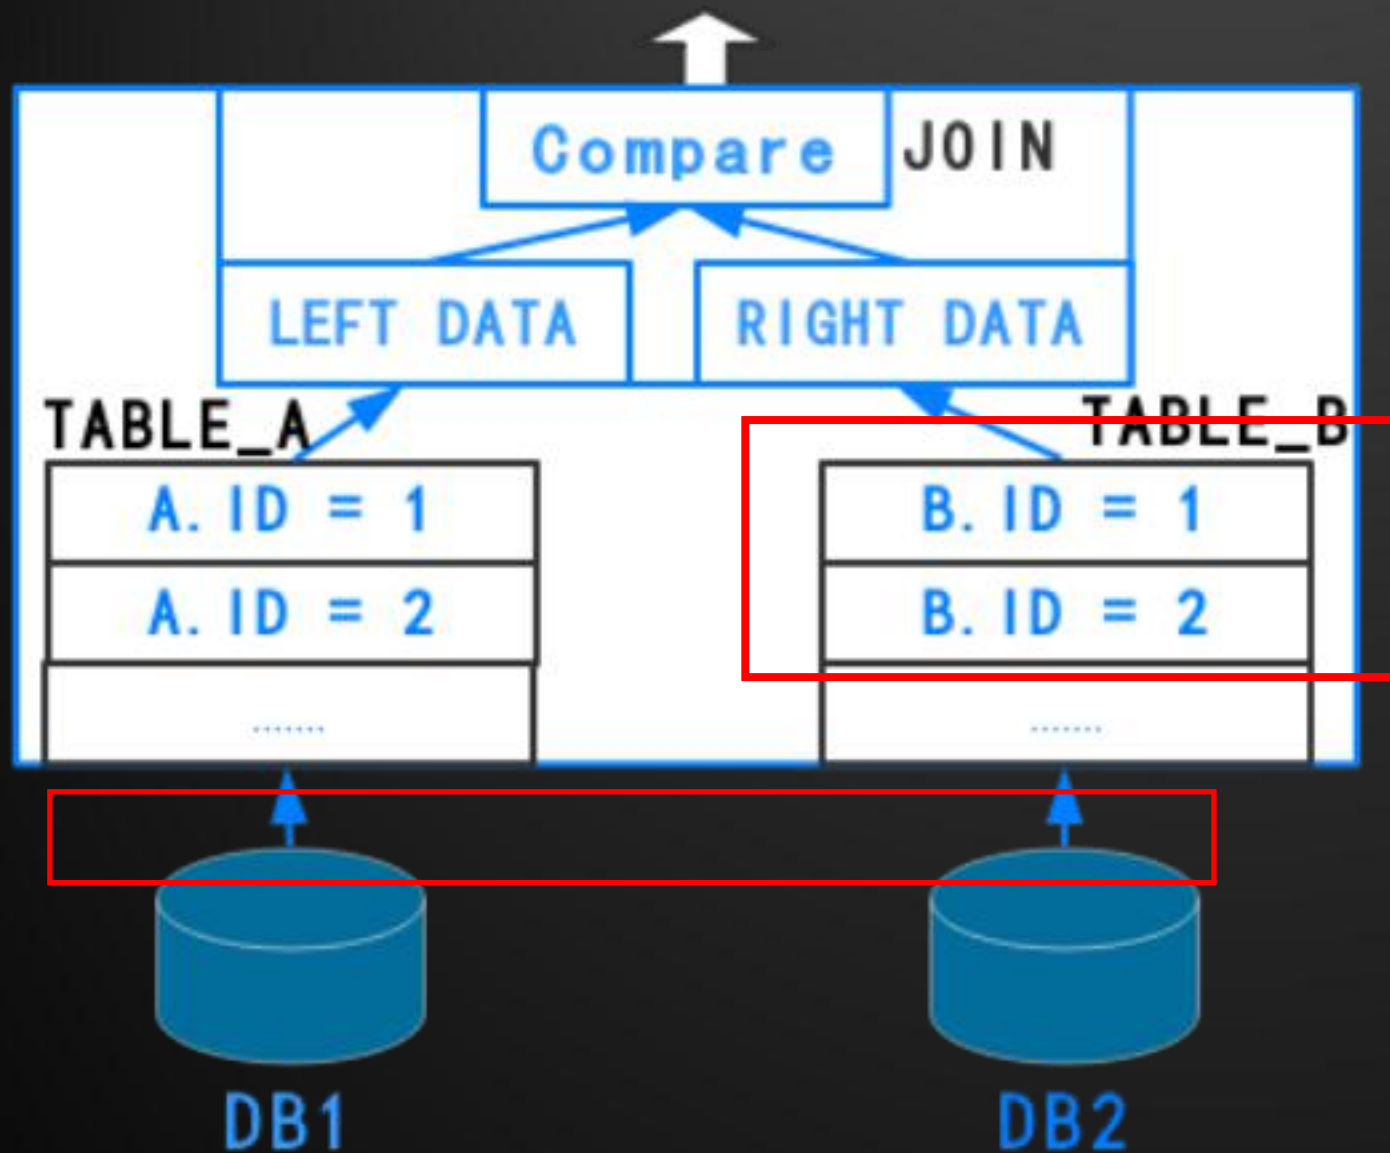 Compare
JOIN
LEFT DATA
RIGHT DATA
TABLE_A
TABLE_B
A.ID = 1
B.ID = 1
A.ID = 2
B.ID = 2
.......
.......
DB1
DB2